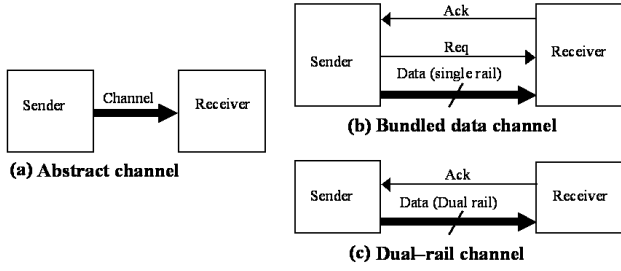 Sender
Channel
Receiver
(a) Abstract channel
Sender
Ack
Req
Data (single rail)
Receiver
(b) Bundled data channel
Sender
Ack
Data (Dual rail)
Receiver
(c) Dual–rail channel